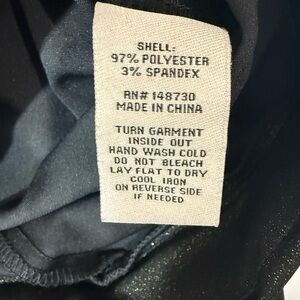 SHELL:
97% POLYESTER
3% SPANDEX
RN# 148730
MADE IN CHINA
TURN GARMENT
INSIDE OUT
HAND WASH COLD
DO NOT BLEACH
LAY FLAT TO DRY
COOL IRON
ON REVERSE SIDE
IF NEEDED